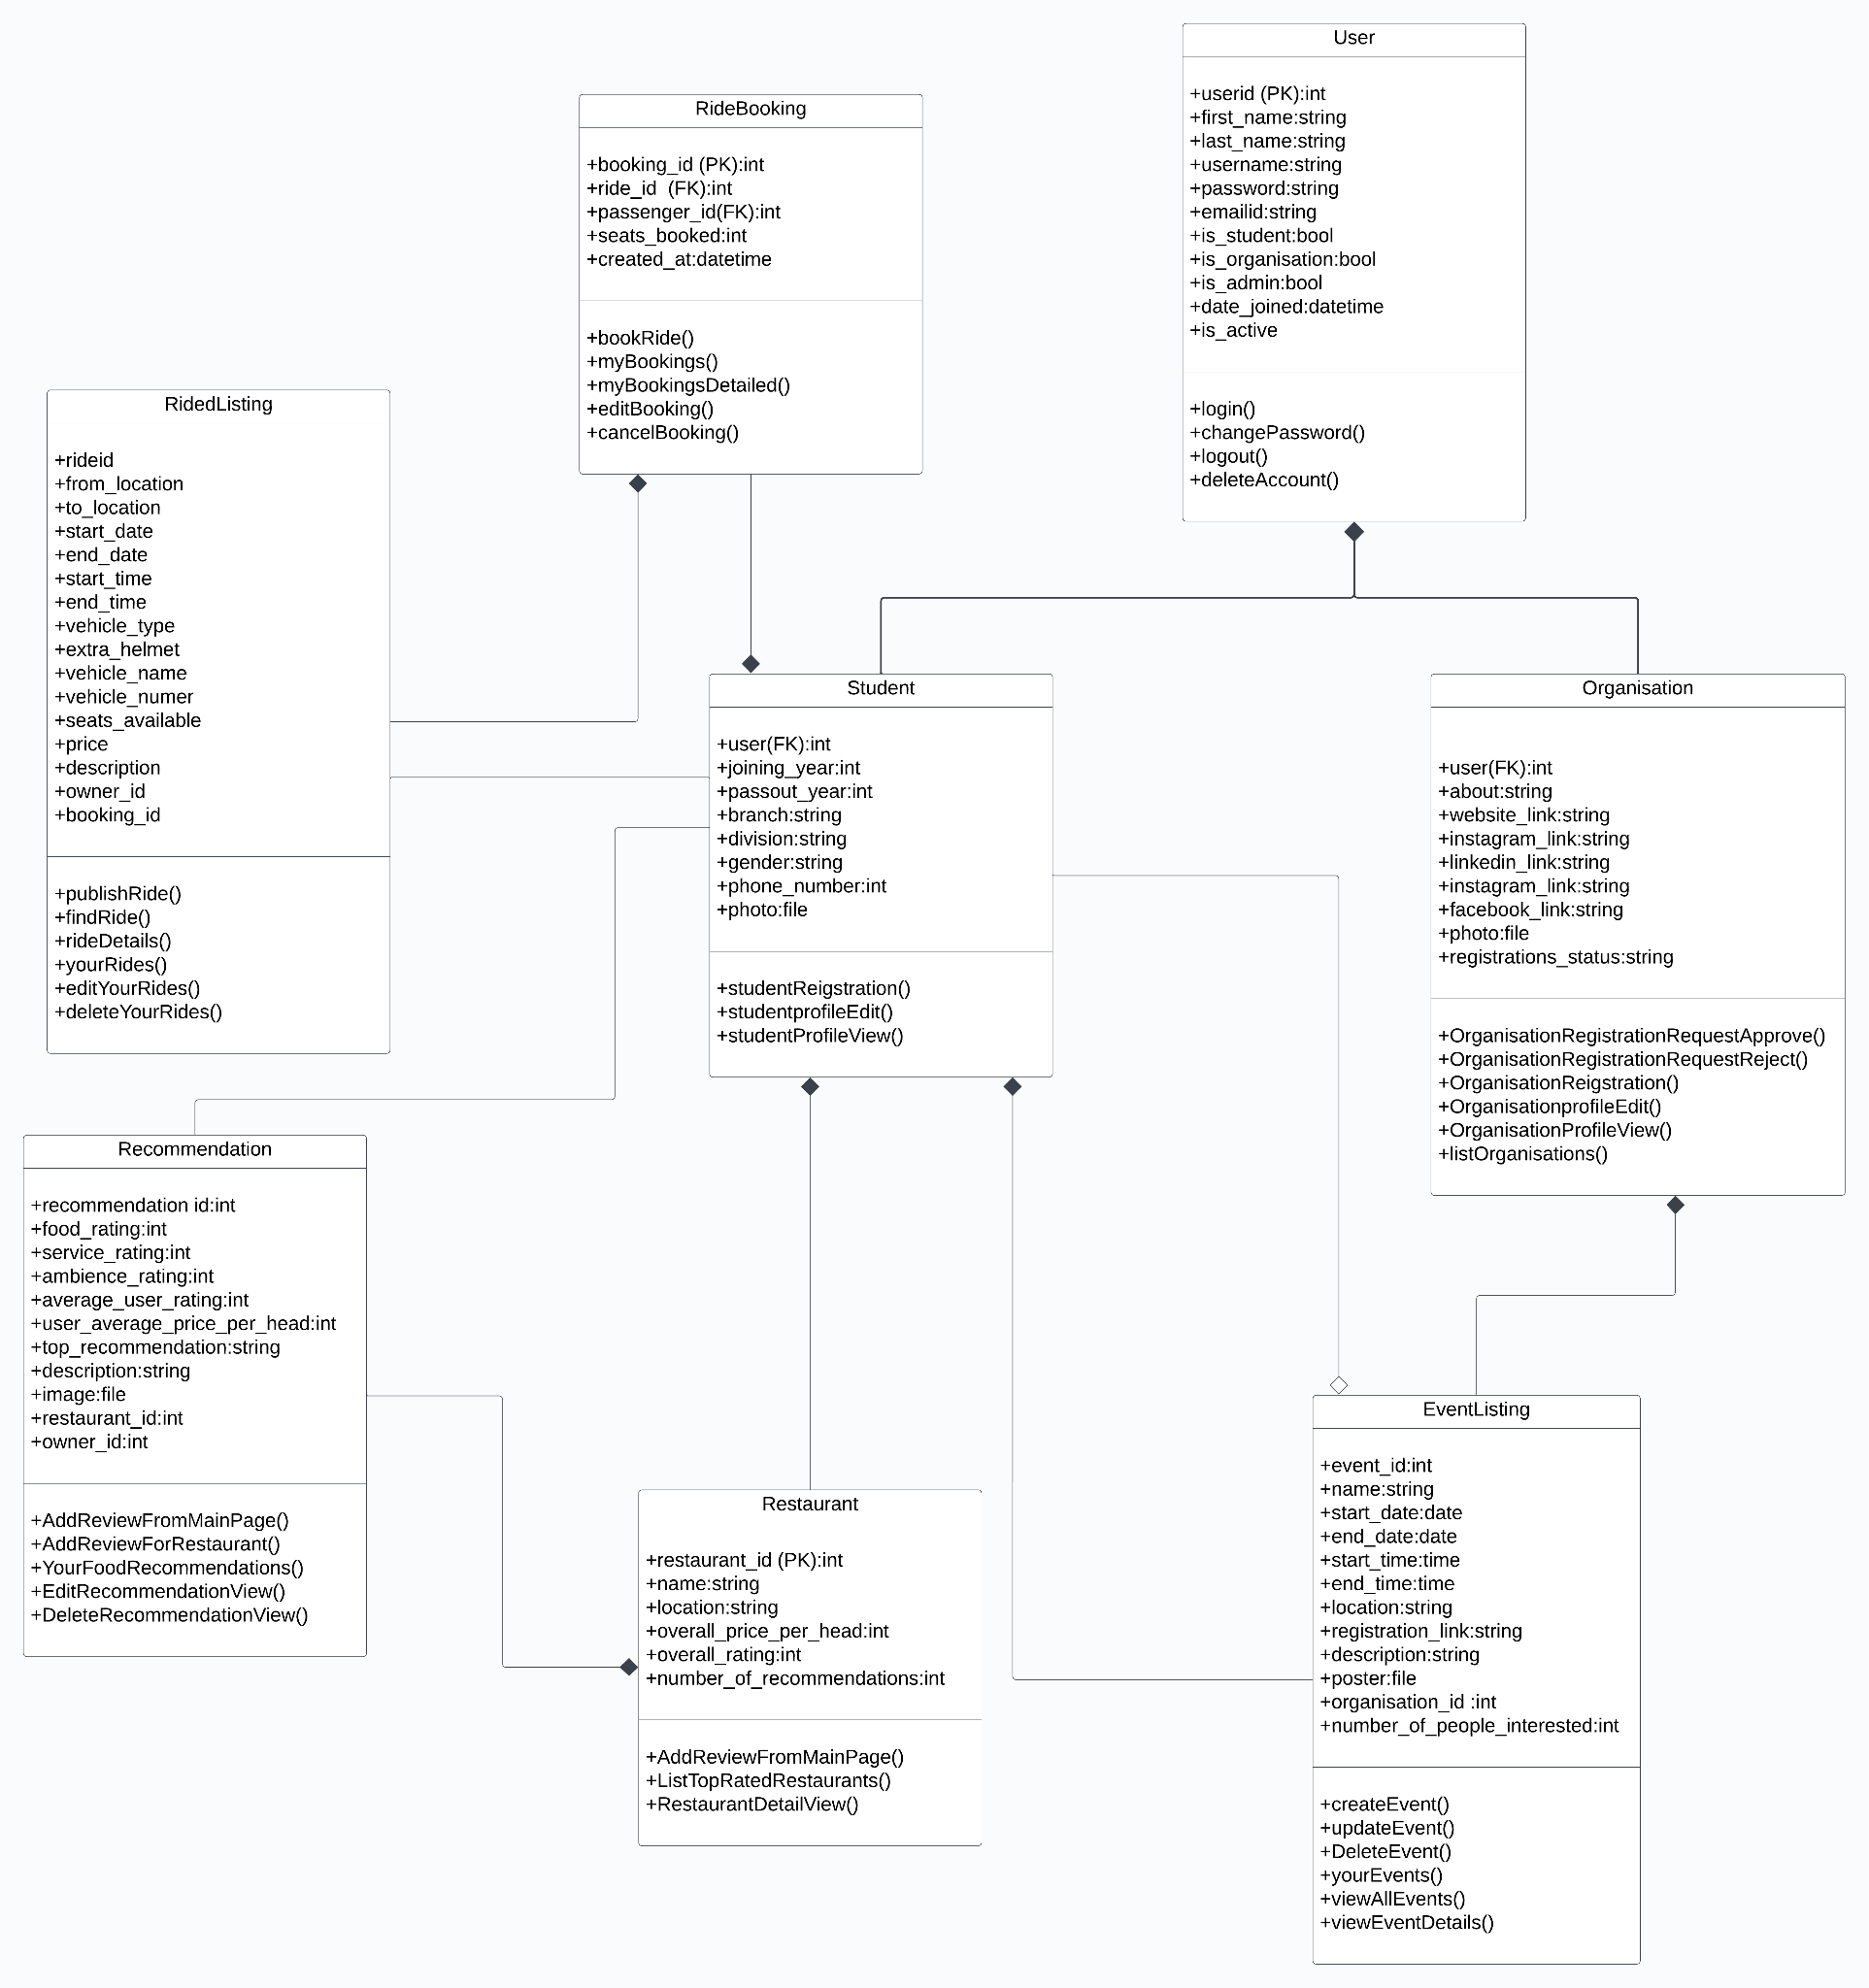 User
+userid (PK):int
+first_name:string
+last_name:string
+username:string
+password:string
+emailid:string
+is_student:bool
+is_organisation:bool
+is_admin:bool
+date_joined:datetime
+is_active
+login()
+changePassword()
+logout()
+deleteAccount()
RideBooking
+booking_id (PK):int
+ride_id  (FK):int
+passenger_id(FK):int
+seats_booked:int
+created_at:datetime
+bookRide()
+myBookings()
+myBookingsDetailed()
+editBooking()
+cancelBooking()
RidedListing
+rideid
+from_location
+to_location
+start_date
+end_date
+start_time
+end_time
+vehicle_type
+extra_helmet
+vehicle_name
+vehicle_numer
+seats_available
+price
+description
+owner_id
+booking_id
+publishRide()
+findRide()
+rideDetails()
+yourRides()
+editYourRides()
+deleteYourRides()
Student
+user(FK):int
+joining_year:int
+passout_year:int
+branch:string
+division:string
+gender:string
+phone_number:int
+photo:file
+studentReigstration()
+studentprofileEdit()
+studentProfileView()
Organisation
+user(FK):int
+about:string
+website_link:string
+instagram_link:string
+linkedin_link:string
+instagram_link:string
+facebook_link:string
+photo:file
+registrations_status:string
+OrganisationRegistrationRequestApprove()
+OrganisationRegistrationRequestReject()
+OrganisationReigstration()
+OrganisationprofileEdit()
+OrganisationProfileView()
+listOrganisations()
Recommendation
+recommendation id:int
+food_rating:int
+service_rating:int
+ambience_rating:int
+average_user_rating:int
+user_average_price_per_head:int
+top_recommendation:string
+description:string
+image:file
+restaurant_id:int
+owner_id:int
+AddReviewFromMainPage()
+AddReviewForRestaurant()
+YourFoodRecommendations()
+EditRecommendationView()
+DeleteRecommendationView()
Restaurant
+restaurant_id (PK):int
+name:string
+location:string
+overall_price_per_head:int
+overall_rating:int
+number_of_recommendations:int
+AddReviewFromMainPage()
+ListTopRatedRestaurants()
+RestaurantDetailView()
EventListing
+event_id:int
+name:string
+start_date:date
+end_date:date
+start_time:time
+end_time:time
+location:string
+registration_link:string
+description:string
+poster:file
+organisation_id :int
+number_of_people_interested:int
+createEvent()
+updateEvent()
+DeleteEvent()
+yourEvents()
+viewAllEvents()
+viewEventDetails()